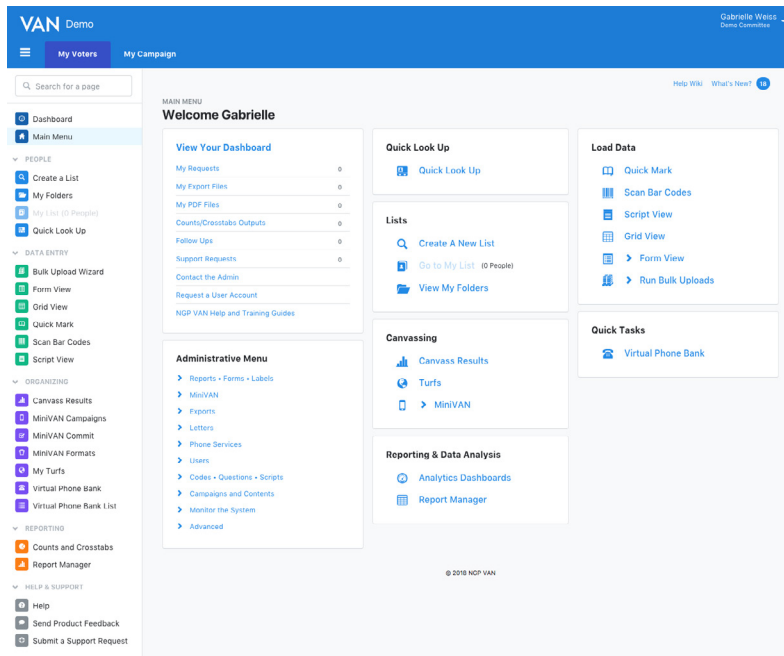 VAN Demo
Gabrielle Weiss
Demo Committee
My Voters
My Campaign
Search for a page
Dashboard
Main Menu
PEOPLE
Create a List
My Folders
My List (0 People)
Quick Look Up
DATA ENTRY
Bulk Upload Wizard
Form View
Grid View
Quick Mark
Scan Bar Codes
Script View
ORGANIZING
Canvass Results
MiniVAN Campaigns
MiniVAN Commit
MiniVAN Formats
My Turfs
Virtual Phone Bank
Virtual Phone Bank List
REPORTING
Counts and Crosstabs
Report Manager
HELP & SUPPORT
Help
Send Product Feedback
Submit a Support Request
Help Wiki What's New? 18
MAIN MENU
Welcome Gabrielle
View Your Dashboard
My Requests 0
My Export Files 0
My PDF Files 0
Counts/Crosstabs Outputs 0
Follow Ups 0
Support Requests 0
Contact the Admin
Request a User Account
NGP VAN Help and Training Guides
Administrative Menu
Reports • Forms • Labels
MiniVAN
Exports
Letters
Phone Services
Users
Codes • Questions • Scripts
Campaigns and Contents
Monitor the System
Advanced
Quick Look Up
Quick Look Up
Lists
Create A New List
Go to My List (0 People)
View My Folders
Canvassing
Canvass Results
Turfs
MiniVAN
Reporting & Data Analysis
Analytics Dashboards
Report Manager
Load Data
Quick Mark
Scan Bar Codes
Script View
Grid View
Form View
Run Bulk Uploads
Quick Tasks
Virtual Phone Bank
© 2018 NGP VAN